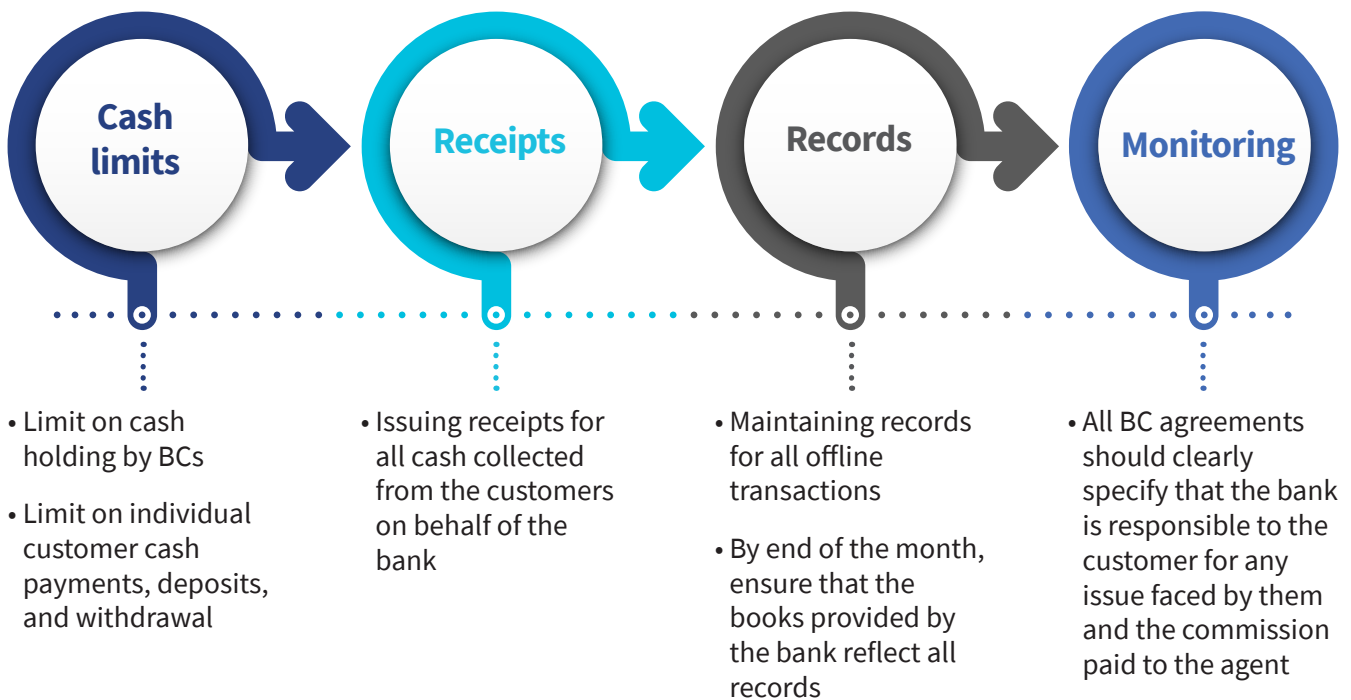 Cash
limits
Receipts
Records
Monitoring
• Limit on cash
holding by BCs
• Limit on individual
customer cash
payments, deposits,
and withdrawal
• Issuing receipts for
all cash collected
from the customers
on behalf of the
bank
• Maintaining records
for all offline
transactions
• By end of the month,
ensure that the
books provided by
the bank reflect all
records
• All BC agreements
should clearly
specify that the bank
is responsible to the
customer for any
issue faced by them
and the commission
paid to the agent